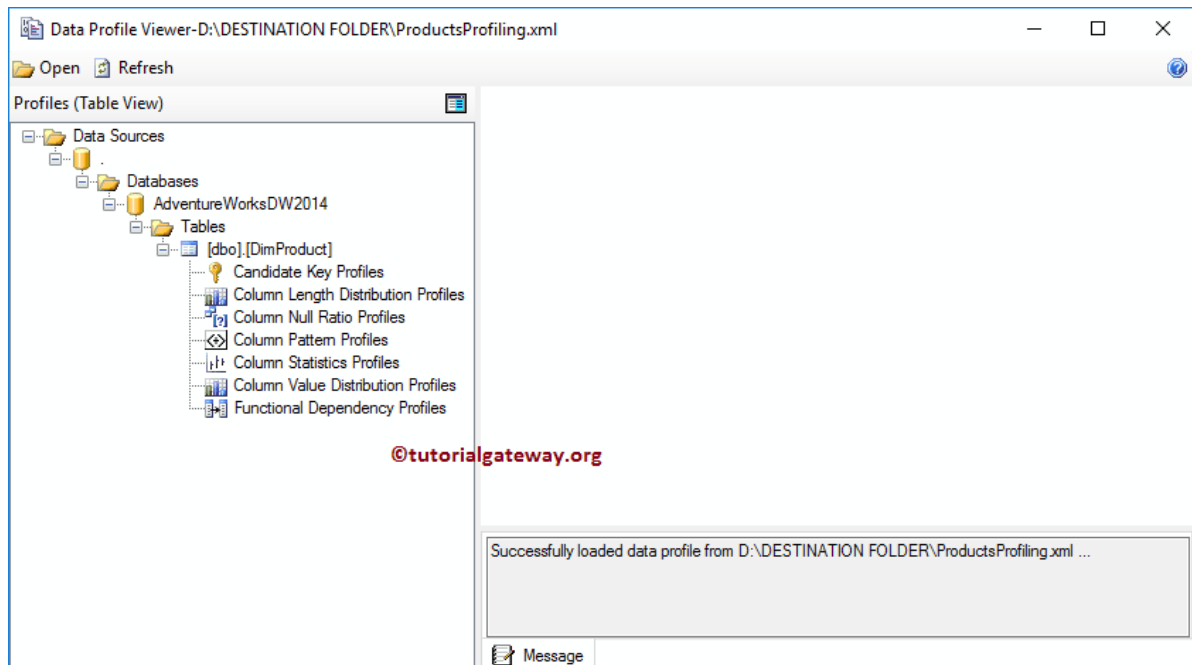 Data Profile Viewer-D:\DESTINATION FOLDER\ProductsProfiling.xml
Open Refresh
Profiles (Table View)
Data Sources
.
Databases
AdventureWorksDW2014
Tables
[dbo].[DimProduct]
Candidate Key Profiles
Column Length Distribution Profiles
Column Null Ratio Profiles
Column Pattern Profiles
Column Statistics Profiles
Column Value Distribution Profiles
Functional Dependency Profiles
©tutorialgateway.org
Successfully loaded data profile from D:\DESTINATION FOLDER\ProductsProfiling.xml ...
Message